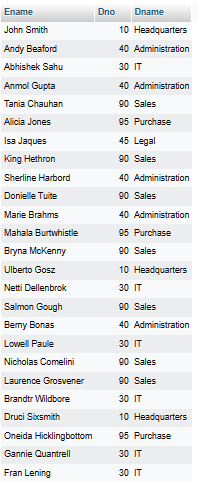 Ename Dno Dname
John Smith 10 Headquarters
Andy Beaford 40 Administration
Abhishek Sahu 30 IT
Anmol Gupta 40 Administration
Tania Chauhan 90 Sales
Alicia Jones 95 Purchase
Isa Jaques 45 Legal
King Hethron 90 Sales
Sherline Harbord 40 Administration
Donielle Tuite 90 Sales
Marie Brahms 40 Administration
Mahala Burtwhistle 95 Purchase
Bryna McKenny 90 Sales
Ulberto Gosz 10 Headquarters
Netti Dellenbrok 30 IT
Salmon Gough 90 Sales
Berny Bonas 40 Administration
Lowell Paule 30 IT
Nicholas Comelini 90 Sales
Laurence Grosvener 90 Sales
Brandtr Wildbore 30 IT
Druci Sixsmith 10 Headquarters
Oneida Hicklingbottom 95 Purchase
Gannie Quantrell 30 IT
Fran Lening 30 IT